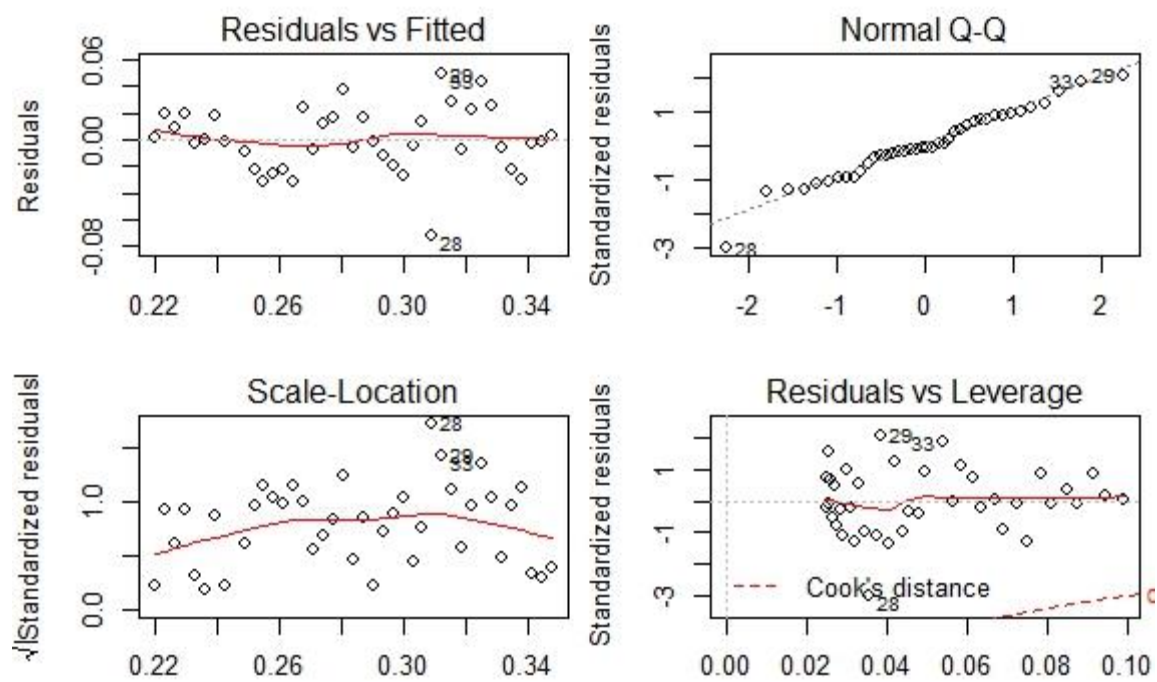 Residuals vs Fitted
Residuals
0.06
0.00
-0.08
29
33
28
0.22 0.26 0.30 0.34
Normal Q-Q
Standardized residuals
1
-1
-3
33 29
28
-2 -1 0 1 2
Scale-Location
√|Standardized residuals|
1.0
0.0
28
29
33
0.22 0.26 0.30 0.34
Residuals vs Leverage
Standardized residuals
1
-1
-3
29
33
Cook's distance
28
0.00 0.02 0.04 0.06 0.08 0.10